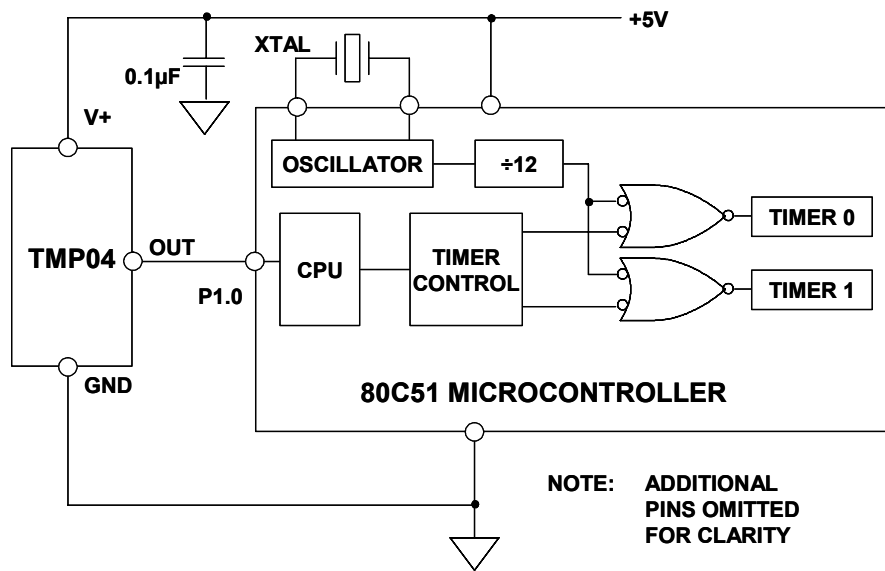 +5V
XTAL
0.1µF
V+
OSCILLATOR
÷12
TMP04
OUT
P1.0
CPU
TIMER
CONTROL
TIMER 0
TIMER 1
GND
80C51 MICROCONTROLLER
NOTE: ADDITIONAL
PINS OMITTED
FOR CLARITY